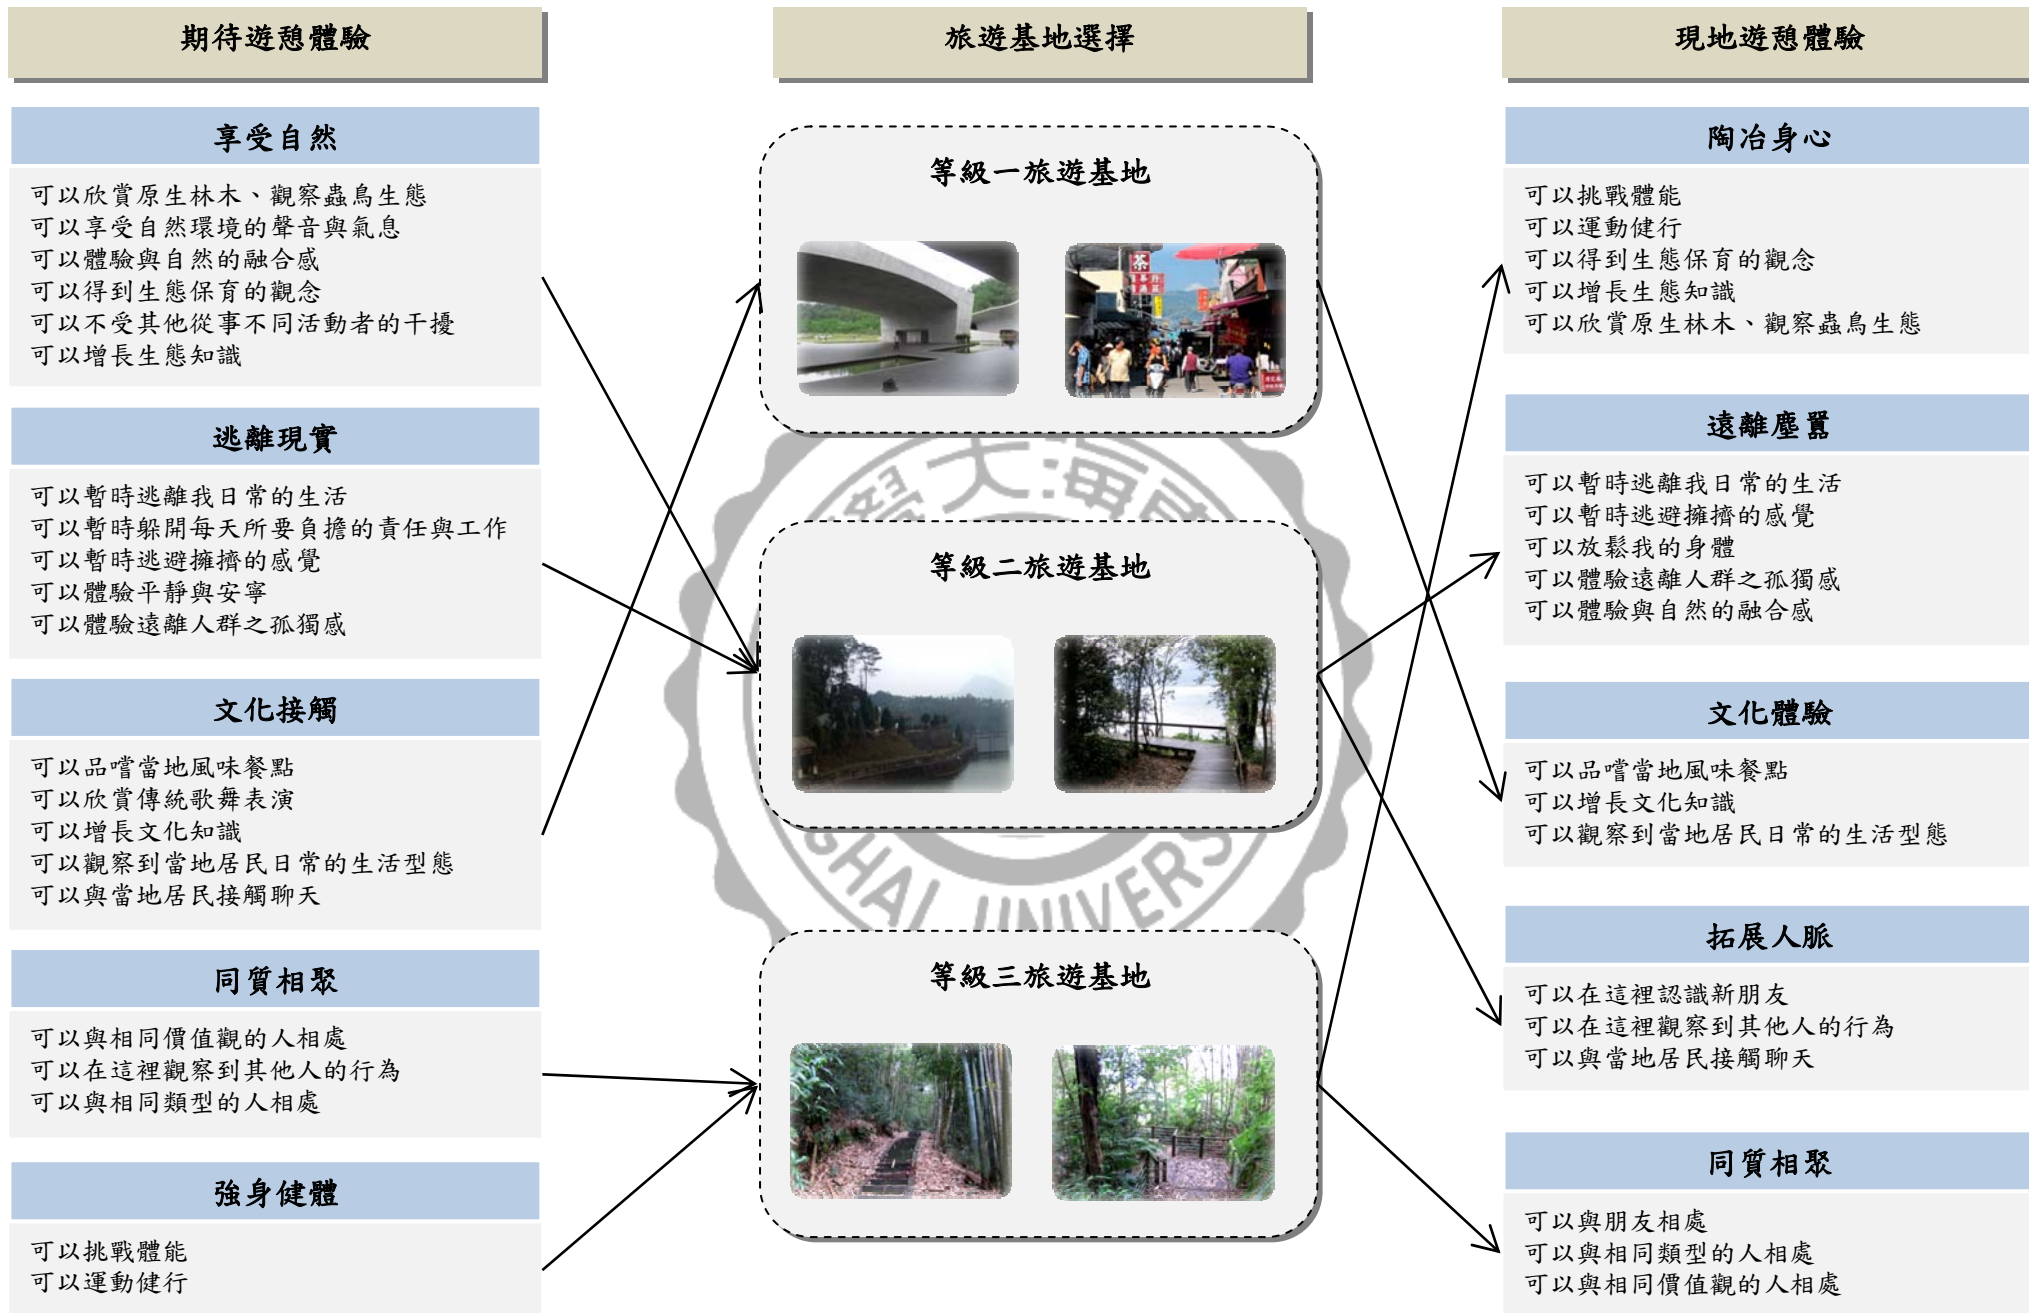 期待遊憩體驗
享受自然
可以欣賞原生林木、觀察蟲鳥生態
可以享受自然環境的聲音與氣息
可以體驗與自然的融合感
可以得到生態保育的觀念
可以不受其他從事不同活動者的干擾
可以增長生態知識
逃離現實
可以暫時逃離我日常的生活
可以暫時躲開每天所要負擔的責任與工作
可以暫時逃避擁擠的感覺
可以體驗平靜與安寧
可以體驗遠離人群之孤獨感
文化接觸
可以品嚐當地風味餐點
可以欣賞傳統歌舞表演
可以增長文化知識
可以觀察到當地居民日常的生活型態
可以與當地居民接觸聊天
同質相聚
可以與相同價值觀的人相處
可以在這裡觀察到其他人的行為
可以與相同類型的人相處
強身健體
可以挑戰體能
可以運動健行
旅遊基地選擇
等級一旅遊基地
茶
學大海東
等級二旅遊基地
GHAI UNIVERS
等級三旅遊基地
現地遊憩體驗
陶冶身心
可以挑戰體能
可以運動健行
可以得到生態保育的觀念
可以增長生態知識
可以欣賞原生林木、觀察蟲鳥生態
遠離塵囂
可以暫時逃離我日常的生活
可以暫時逃避擁擠的感覺
可以放鬆我的身體
可以體驗遠離人群之孤獨感
可以體驗與自然的融合感
文化體驗
可以品嚐當地風味餐點
可以增長文化知識
可以觀察到當地居民日常的生活型態
拓展人脈
可以在這裡認識新朋友
可以在這裡觀察到其他人的行為
可以與當地居民接觸聊天
同質相聚
可以與朋友相處
可以與相同類型的人相處
可以與相同價值觀的人相處